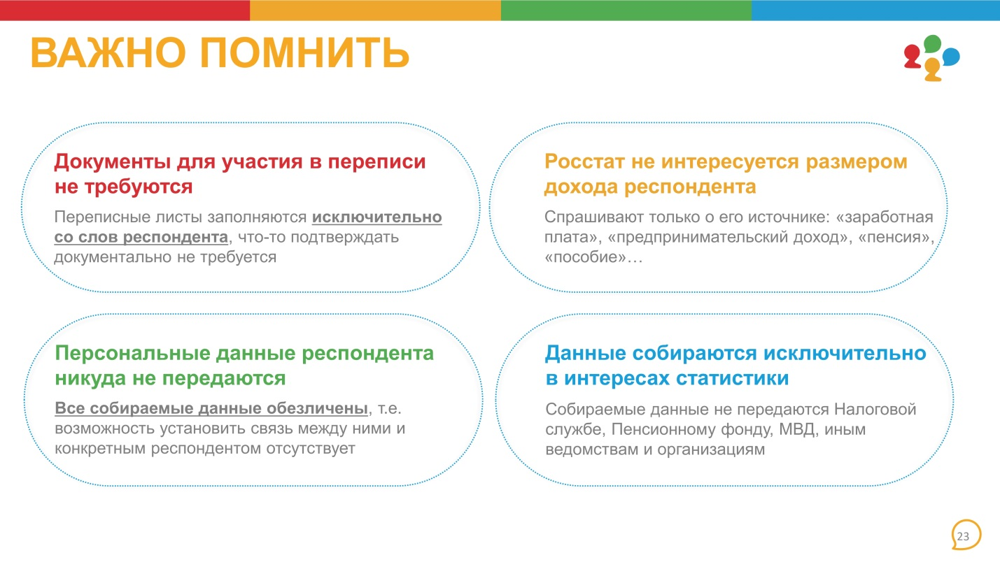 ВАЖНО ПОМНИТЬ
Документы для участия в переписи
не требуются
Переписные листы заполняются исключительно
со слов респондента, что-то подтверждать
документально не требуется
Росстат не интересуется размером
дохода респондента
Спрашивают только о его источнике: «заработная
плата», «предпринимательский доход», «пенсия»,
«пособие»…
Персональные данные респондента
никуда не передаются
Все собираемые данные обезличены, т.е.
возможность установить связь между ними и
конкретным респондентом отсутствует
Данные собираются исключительно
в интересах статистики
Собираемые данные не передаются Налоговой
службе, Пенсионному фонду, МВД, иным
ведомствам и организациям
23